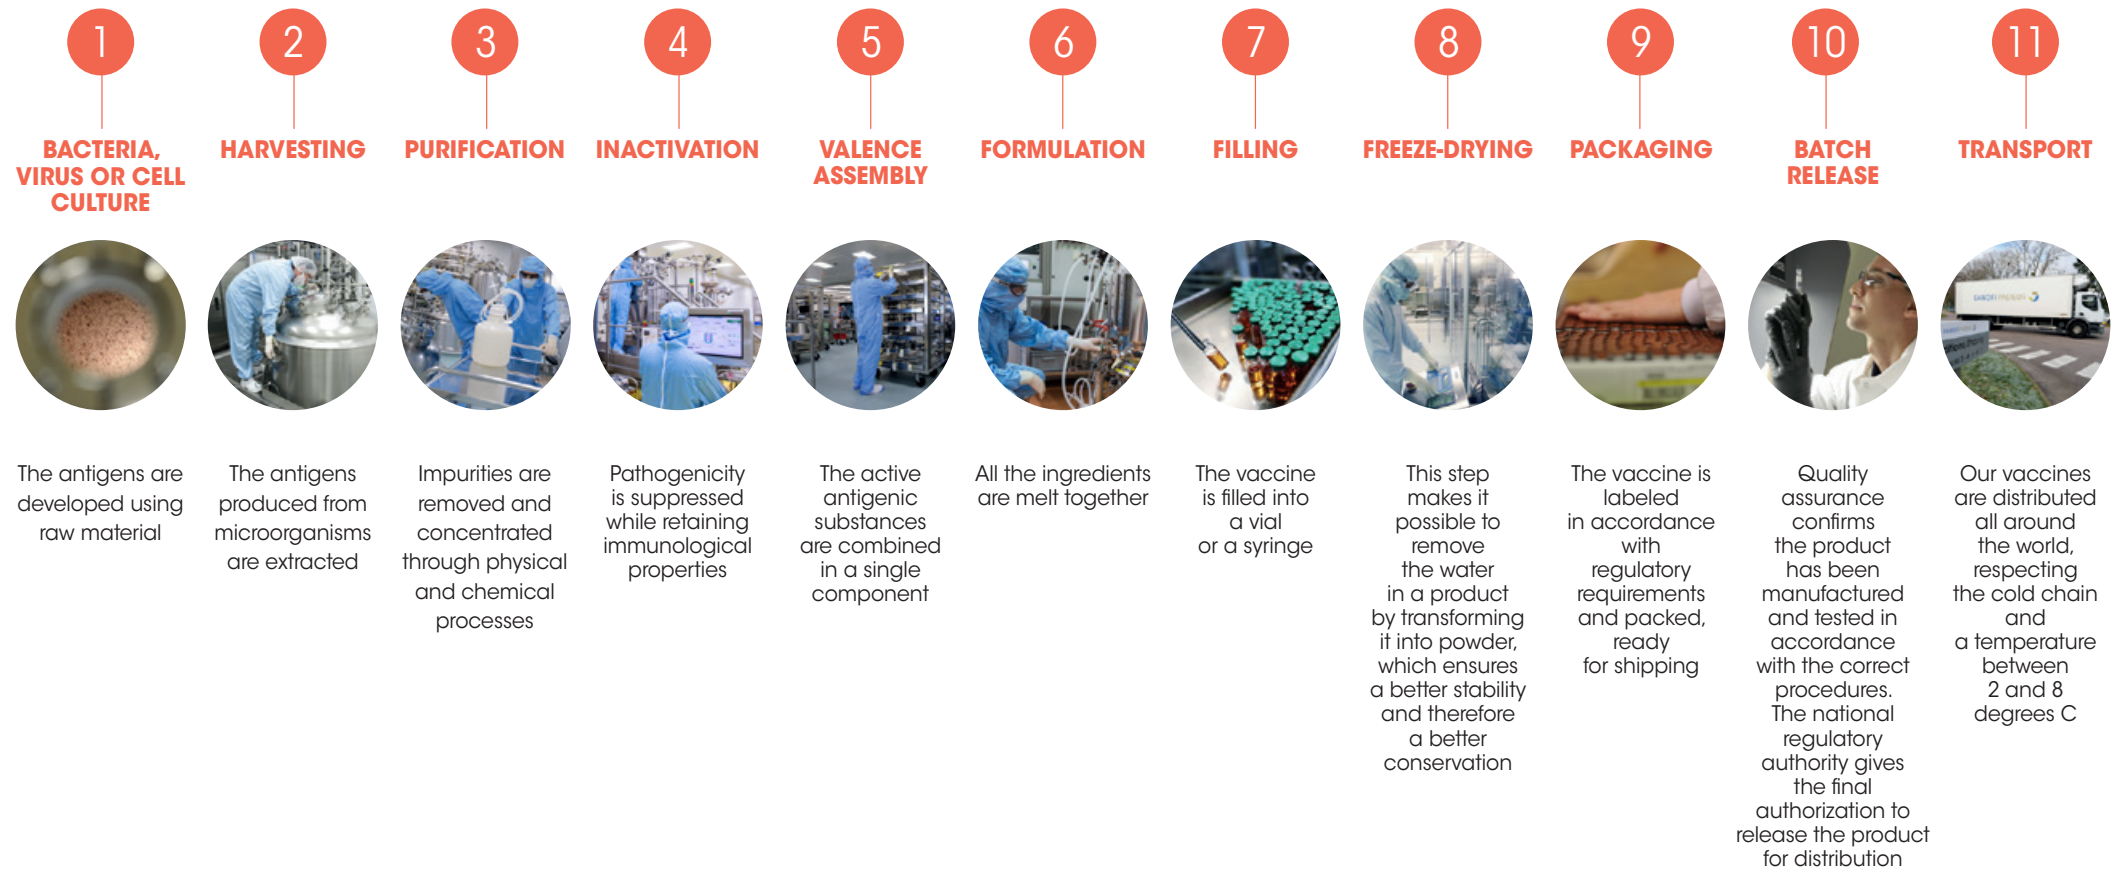 1
BACTERIA,
VIRUS OR CELL
CULTURE
The antigens are
developed using
raw material
2
HARVESTING
The antigens
produced from
microorganisms
are extracted
3
PURIFICATION
Impurities are
removed and
concentrated
through physical
and chemical
processes
4
INACTIVATION
Pathogenicity
is suppressed
while retaining
immunological
properties
5
VALENCE
ASSEMBLY
The active
antigenic
substances
are combined
in a single
component
6
FORMULATION
All the ingredients
are melt together
7
FILLING
The vaccine
is filled into
a vial
or a syringe
8
FREEZE-DRYING
This step
makes it
possible to
remove
the water
in a product
by transforming
it into powder,
which ensures
a better stability
and therefore
a better
conservation
9
PACKAGING
The vaccine is
labeled
in accordance
with
regulatory
requirements
and packed,
ready
for shipping
10
BATCH
RELEASE
Quality
assurance
confirms
the product
has been
manufactured
and tested in
accordance
with the correct
procedures.
The national
regulatory
authority gives
the final
authorization to
release the product
for distribution
11
TRANSPORT
SANOFI PASTEUR
Our vaccines
are distributed
all around
the world,
respecting
the cold chain
and
a temperature
between
2 and 8
degrees C